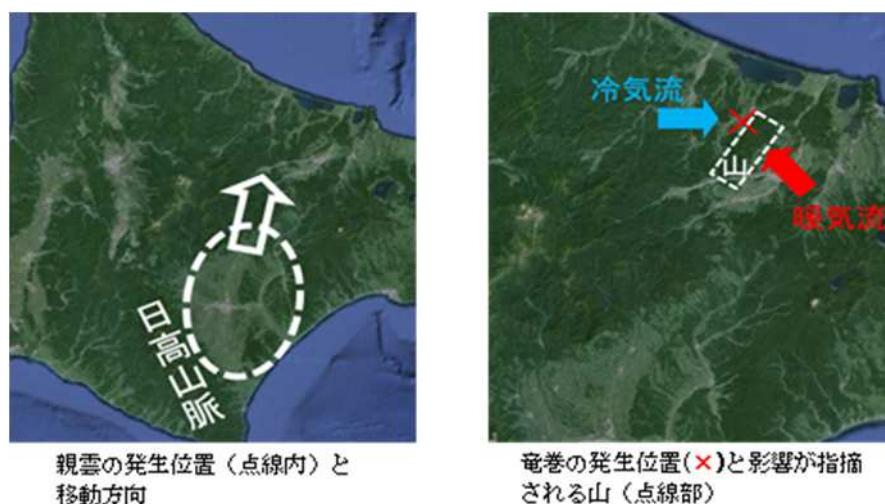 日高山脈
親雲の発生位置（点線内）と
移動方向
冷気流
山
暖気流
竜巻の発生位置(×)と影響が指摘
される山（点線部）